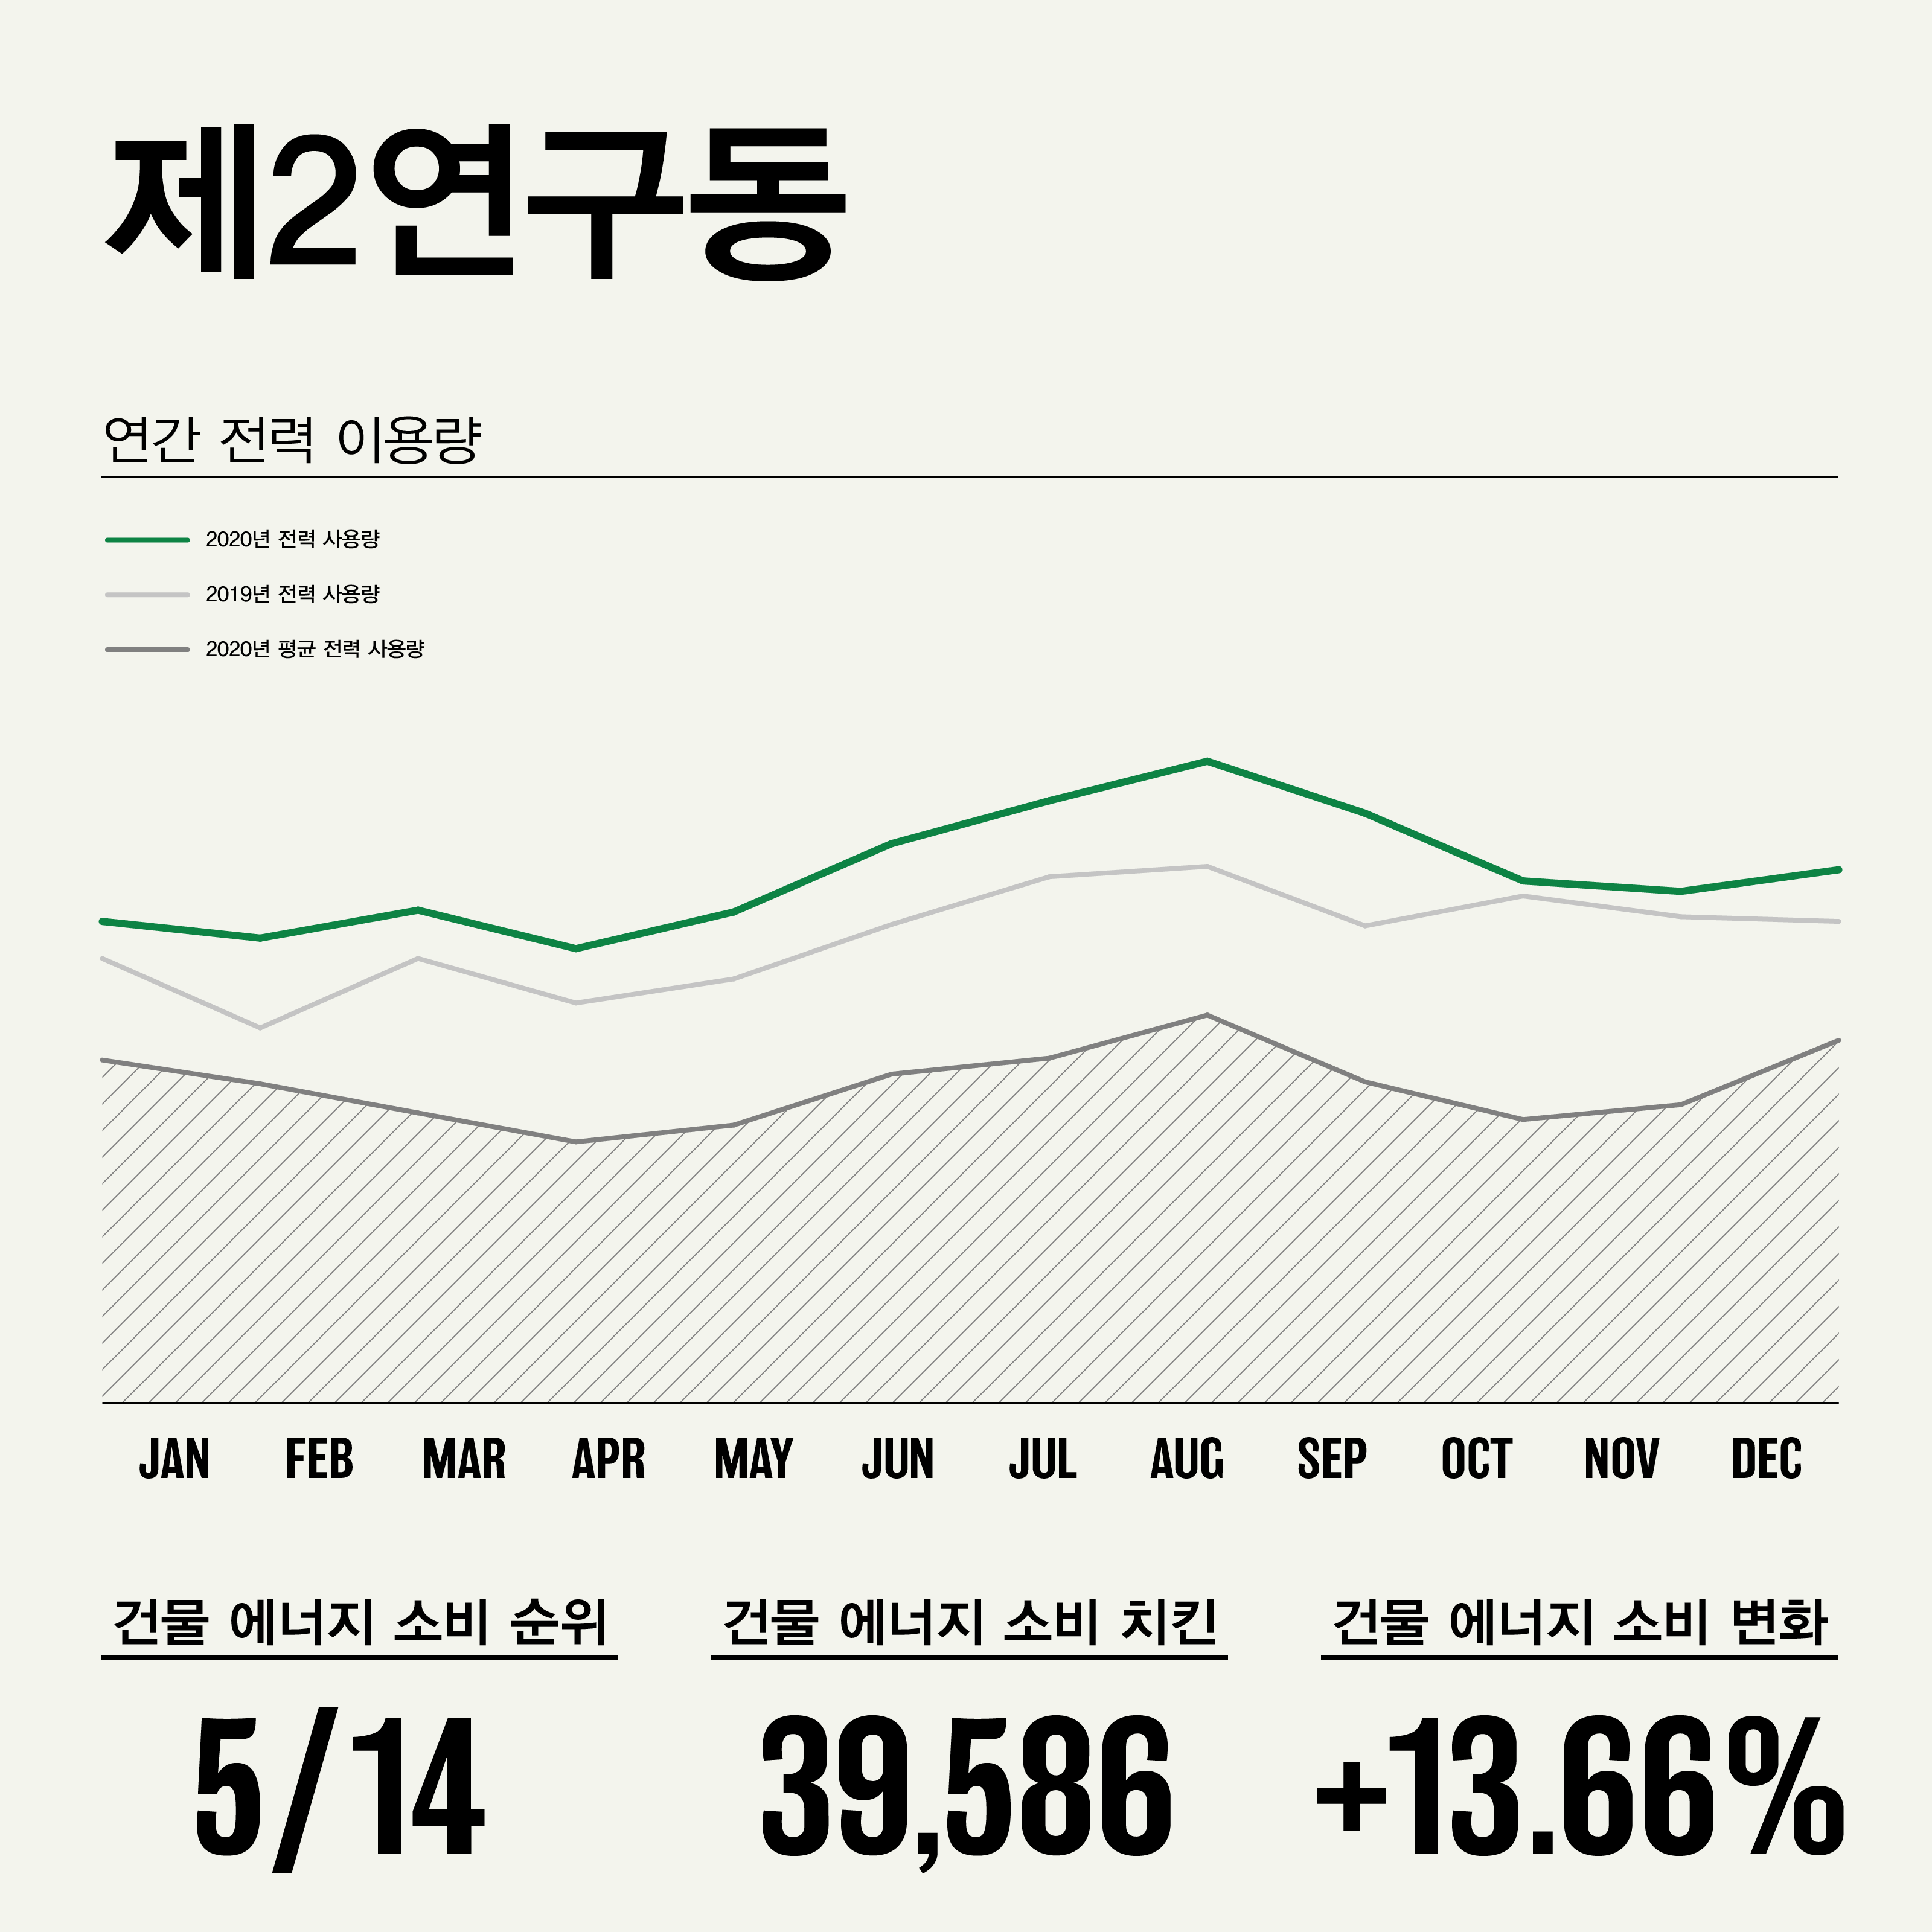 제2연구동
연간 전력 이용량
2020년 전력 사용량
2019년 전력 사용량
2020년 평균 전력 사용량
JAN FEB MAR APR MAY JUN JUL AUG SEP OCT NOV DEC
건물 에너지 소비 순위 건물 에너지 소비 치킨 건물 에너지 소비 변화
5/14 39,586 +13.66%